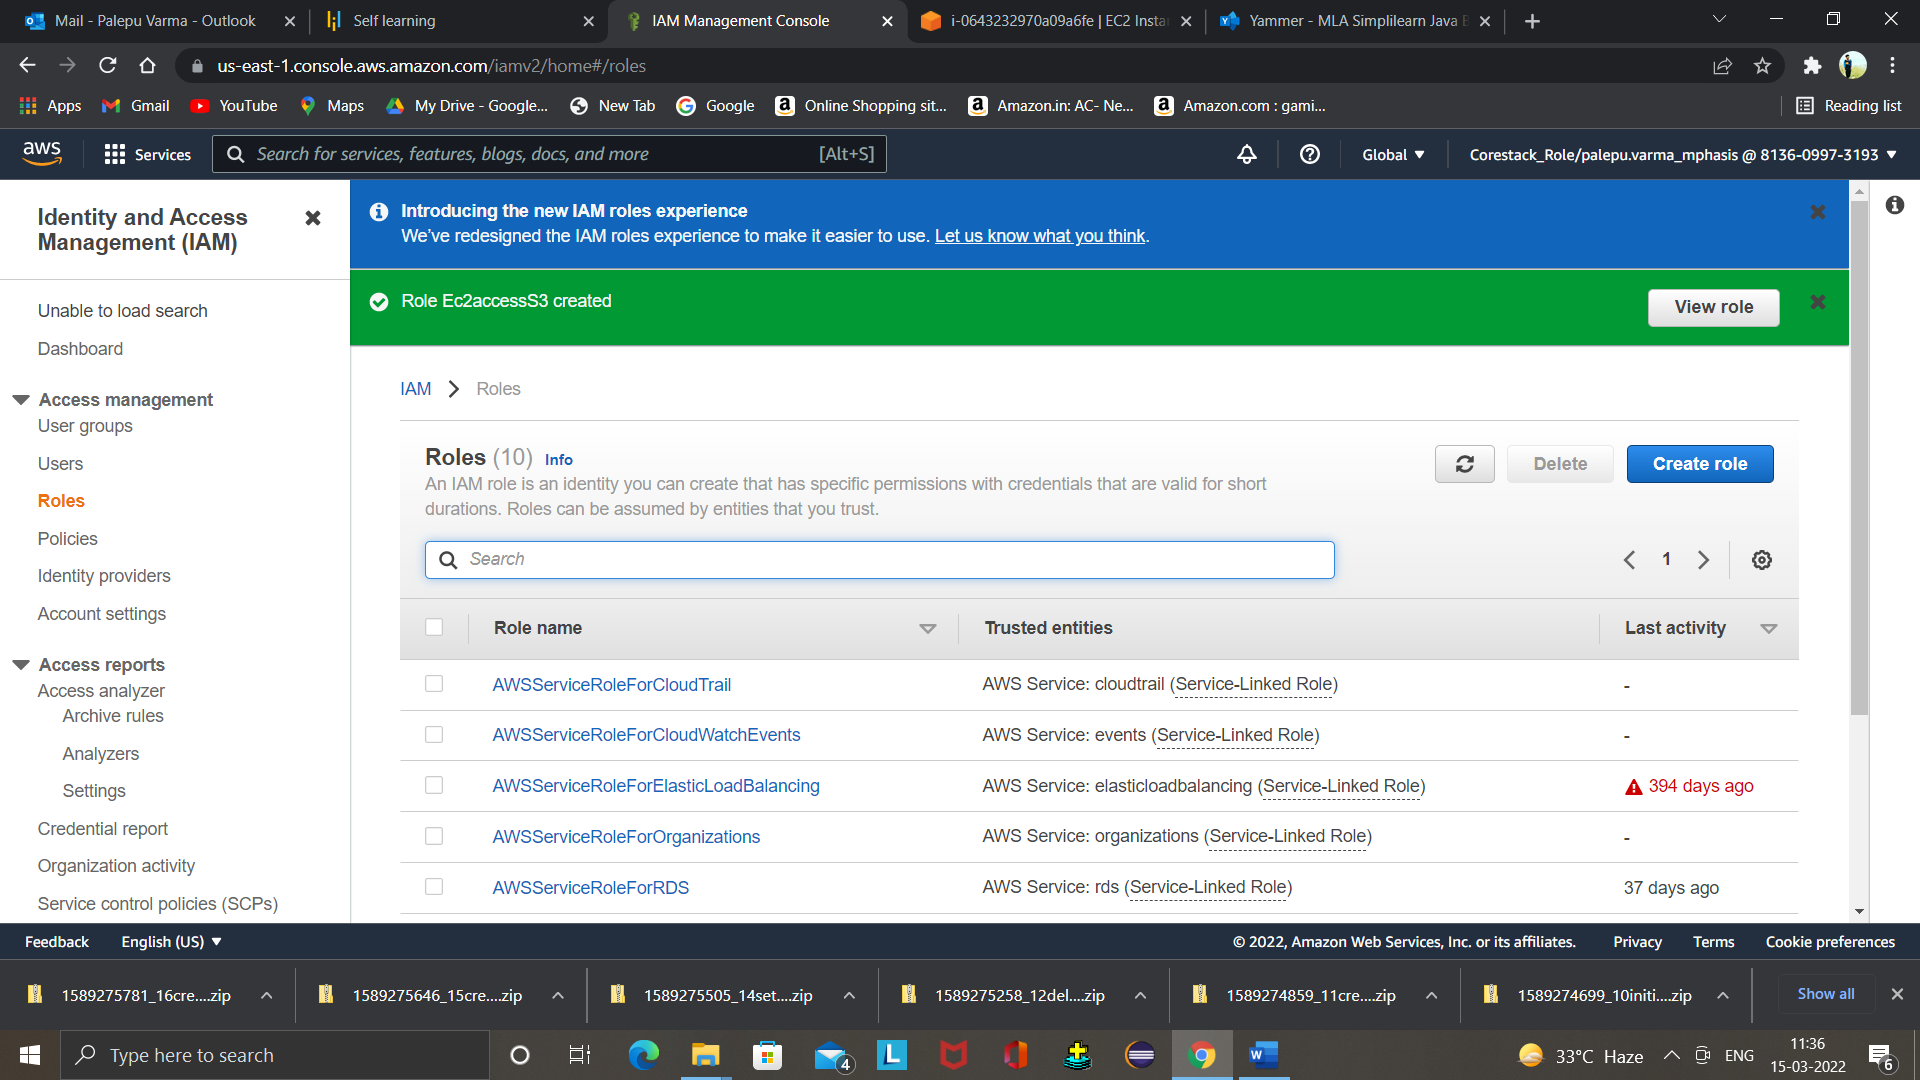 Mail - Palepu Varma - Outlook
Self learning
IAM Management Console
i-0643232970a09a6fe | EC2 Insta
Yammer - MLA Simplilearn Java B
us-east-1.console.aws.amazon.com/iamv2/home#/roles
Apps
Gmail
YouTube
Maps
My Drive - Google...
New Tab
Google
Online Shopping sit...
Amazon.in: AC- Ne...
Amazon.com : gami...
Reading list
aws
Services
Search for services, features, blogs, docs, and more
[Alt+S]
Global
Corestack_Role/palepu.varma_mphasis @ 8136-0997-3193
Identity and Access
Management (IAM)
Unable to load search
Dashboard
Access management
User groups
Users
Roles
Policies
Identity providers
Account settings
Access reports
Access analyzer
Archive rules
Analyzers
Settings
Credential report
Organization activity
Service control policies (SCPs)
Introducing the new IAM roles experience
We've redesigned the IAM roles experience to make it easier to use. Let us know what you think.
Role Ec2accessS3 created
View role
IAM
Roles
Roles (10) Info
An IAM role is an identity you can create that has specific permissions with credentials that are valid for short
durations. Roles can be assumed by entities that you trust.
Delete
Create role
Search
1
Role name
Trusted entities
Last activity
AWSServiceRoleForCloudTrail
AWS Service: cloudtrail (Service-Linked Role)
-
AWSServiceRoleForCloudWatchEvents
AWS Service: events (Service-Linked Role)
-
AWSServiceRoleForElasticLoadBalancing
AWS Service: elasticloadbalancing (Service-Linked Role)
394 days ago
AWSServiceRoleForOrganizations
AWS Service: organizations (Service-Linked Role)
-
AWSServiceRoleForRDS
AWS Service: rds (Service-Linked Role)
37 days ago
Feedback
English (US)
© 2022, Amazon Web Services, Inc. or its affiliates.
Privacy
Terms
Cookie preferences
1589275781_16cre....zip
1589275646_15cre....zip
1589275505_14set....zip
1589275258_12del....zip
1589274859_11cre....zip
1589274699_10initi....zip
Show all
Type here to search
4
L
33°C Haze
ENG
11:36
15-03-2022
6